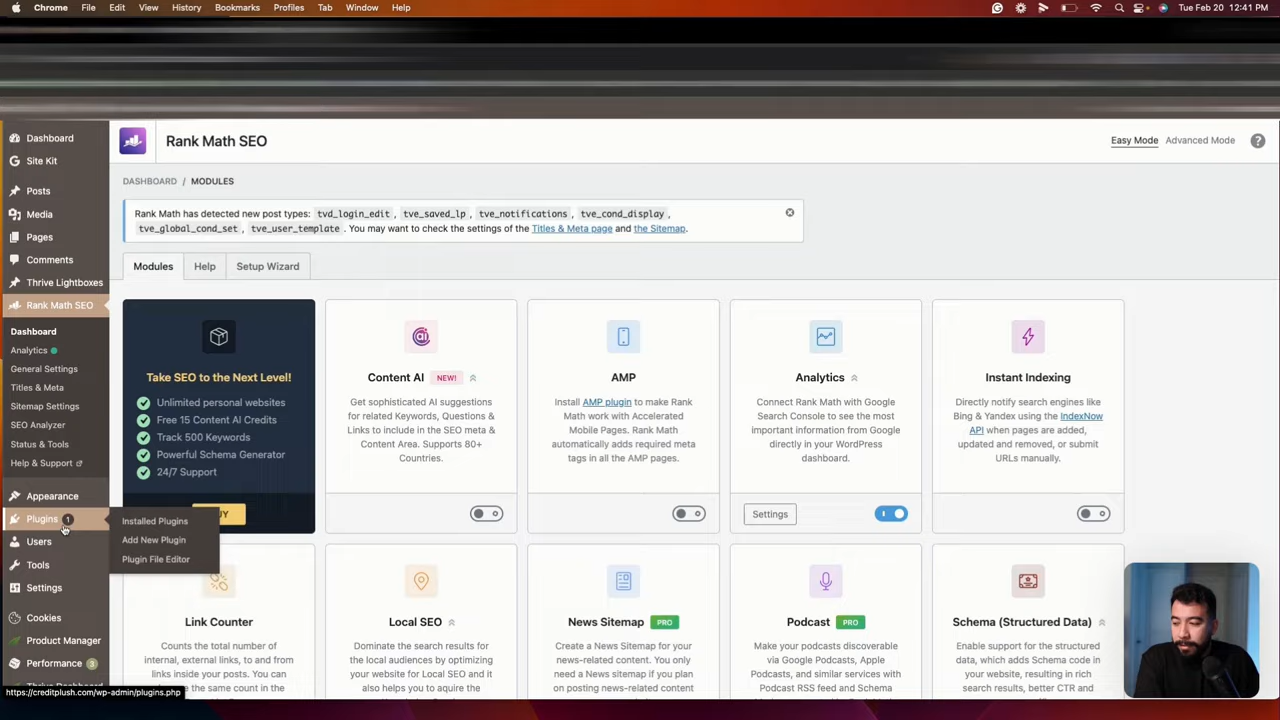 Chrome File Edit View History Bookmarks Profiles Tab Window Help Tue Feb 20 12:41 PM
Dashboard
Site Kit
Posts
Media
Pages
Comments
Thrive Lightboxes
Rank Math SEO
Dashboard
Analytics
General Settings
Titles & Meta
Sitemap Settings
SEO Analyzer
Status & Tools
Help & Support
Appearance
Plugins 1
Users
Tools
Settings
Cookies
Product Manager
Performance 3
https://creditplush.com/wp-admin/plugins.php
Installed Plugins
Add New Plugin
Plugin File Editor
Rank Math SEO
Easy Mode Advanced Mode ?
DASHBOARD / MODULES
Rank Math has detected new post types: tvd_login_edit , tve_saved_lp , tve_notifications , tve_cond_display ,
tve_global_cond_set , tve_user_template . You may want to check the settings of the Titles & Meta page and the Sitemap.
Modules Help Setup Wizard
Take SEO to the Next Level!
Unlimited personal websites
Free 15 Content AI Credits
Track 500 Keywords
Powerful Schema Generator
24/7 Support
Content AI NEW!
Get sophisticated AI suggestions
for related Keywords, Questions &
Links to include in the SEO meta &
Content Area. Supports 80+
Countries.
AMP
Install AMP plugin to make Rank
Math work with Accelerated
Mobile Pages. Rank Math
automatically adds required meta
tags in all the AMP pages.
Analytics
Connect Rank Math with Google
Search Console to see the most
important information from
Google directly in your WordPress
dashboard.
Settings
Instant Indexing
Directly notify search engines like
Bing & Yandex using the IndexNow
API when pages are added,
updated and removed, or submit
URLs manually.
Link Counter
Counts the total number of
internal, external links, to and from
links inside your posts. You can
see the same count in the
Local SEO
Dominate the search results for
the local audiences by optimizing
your website for Local SEO and it
also helps you to aquire the
News Sitemap PRO
Create a News Sitemap for your
news-related content. You only
need a News sitemap if you plan
on posting news-related content
Podcast PRO
Make your podcasts discoverable
via Google Podcasts, Apple
Podcasts, and similar services with
Podcast RSS feed and Schema
Schema (Structured Data)
Enable support for the structured
data, which adds Schema code in
your website, resulting in rich
search results, better CTR and